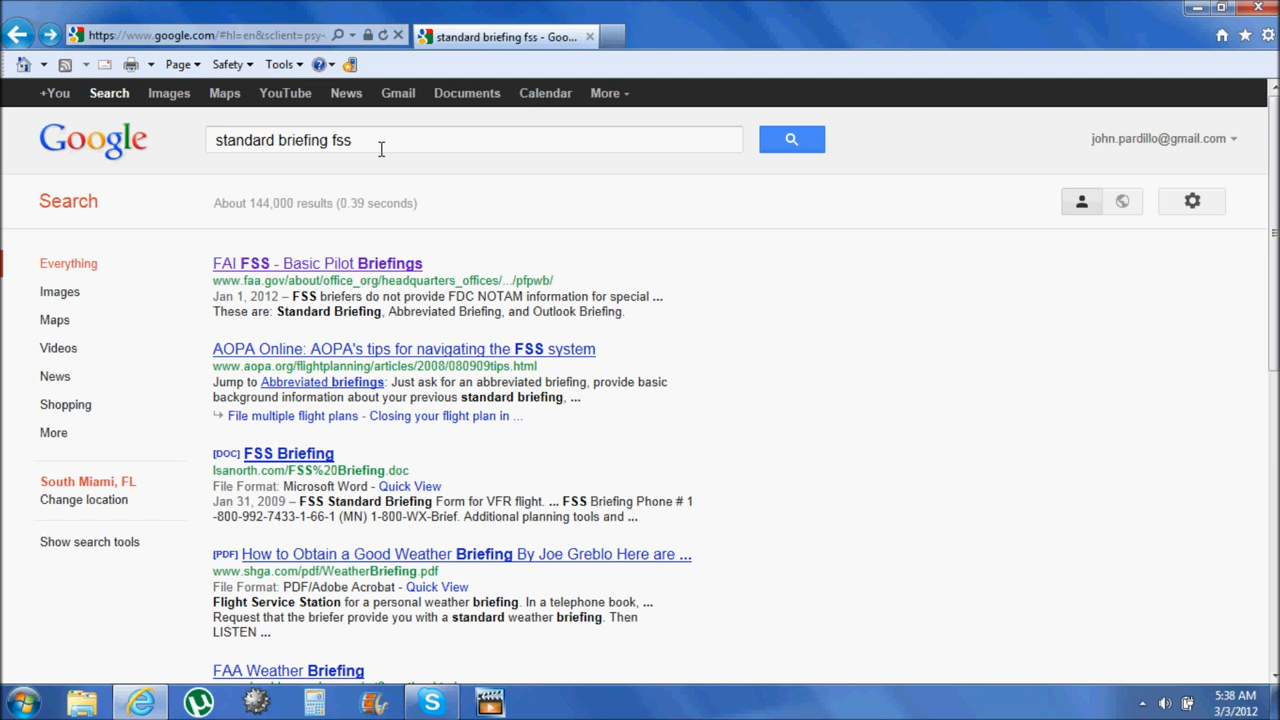 https://www.google.com/#hl=en&sclient=psy-
standard briefing fss - Goo...
Page
Safety
Tools
+You Search Images Maps YouTube News Gmail Documents Calendar More
Google
standard briefing fss
john.pardillo@gmail.com
Search
About 144,000 results (0.39 seconds)
Everything
Images
Maps
Videos
News
Shopping
More
South Miami, FL
Change location
Show search tools
FAI FSS - Basic Pilot Briefings
www.faa.gov/about/office_org/headquarters_offices/.../pfpwb/
Jan 1, 2012 – FSS briefers do not provide FDC NOTAM information for special ...
These are: Standard Briefing, Abbreviated Briefing, and Outlook Briefing.
AOPA Online: AOPA's tips for navigating the FSS system
www.aopa.org/flightplanning/articles/2008/080909tips.html
Jump to Abbreviated briefings: Just ask for an abbreviated briefing, provide basic
background information about your previous standard briefing, ...
File multiple flight plans - Closing your flight plan in ...
[DOC] FSS Briefing
lsanorth.com/FSS%20Briefing.doc
File Format: Microsoft Word - Quick View
Jan 31, 2009 – FSS Standard Briefing Form for VFR flight. ... FSS Briefing Phone # 1
-800-992-7433-1-66-1 (MN) 1-800-WX-Brief. Additional planning tools and ...
[PDF] How to Obtain a Good Weather Briefing By Joe Greblo Here are ...
www.shga.com/pdf/WeatherBriefing.pdf
File Format: PDF/Adobe Acrobat - Quick View
Flight Service Station for a personal weather briefing. In a telephone book, ...
Request that the briefer provide you with a standard weather briefing. Then
LISTEN ...
FAA Weather Briefing
5:38 AM
3/3/2012